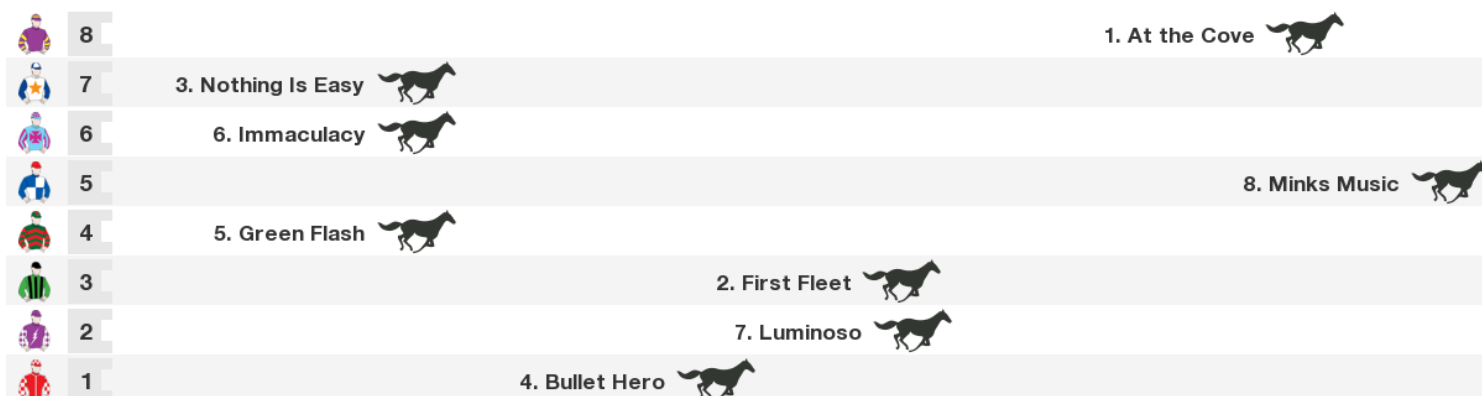 8 1. At the Cove
7 3. Nothing Is Easy
6 6. Immaculacy
5 8. Minks Music
4 5. Green Flash
3 2. First Fleet
2 7. Luminoso
1 4. Bullet Hero